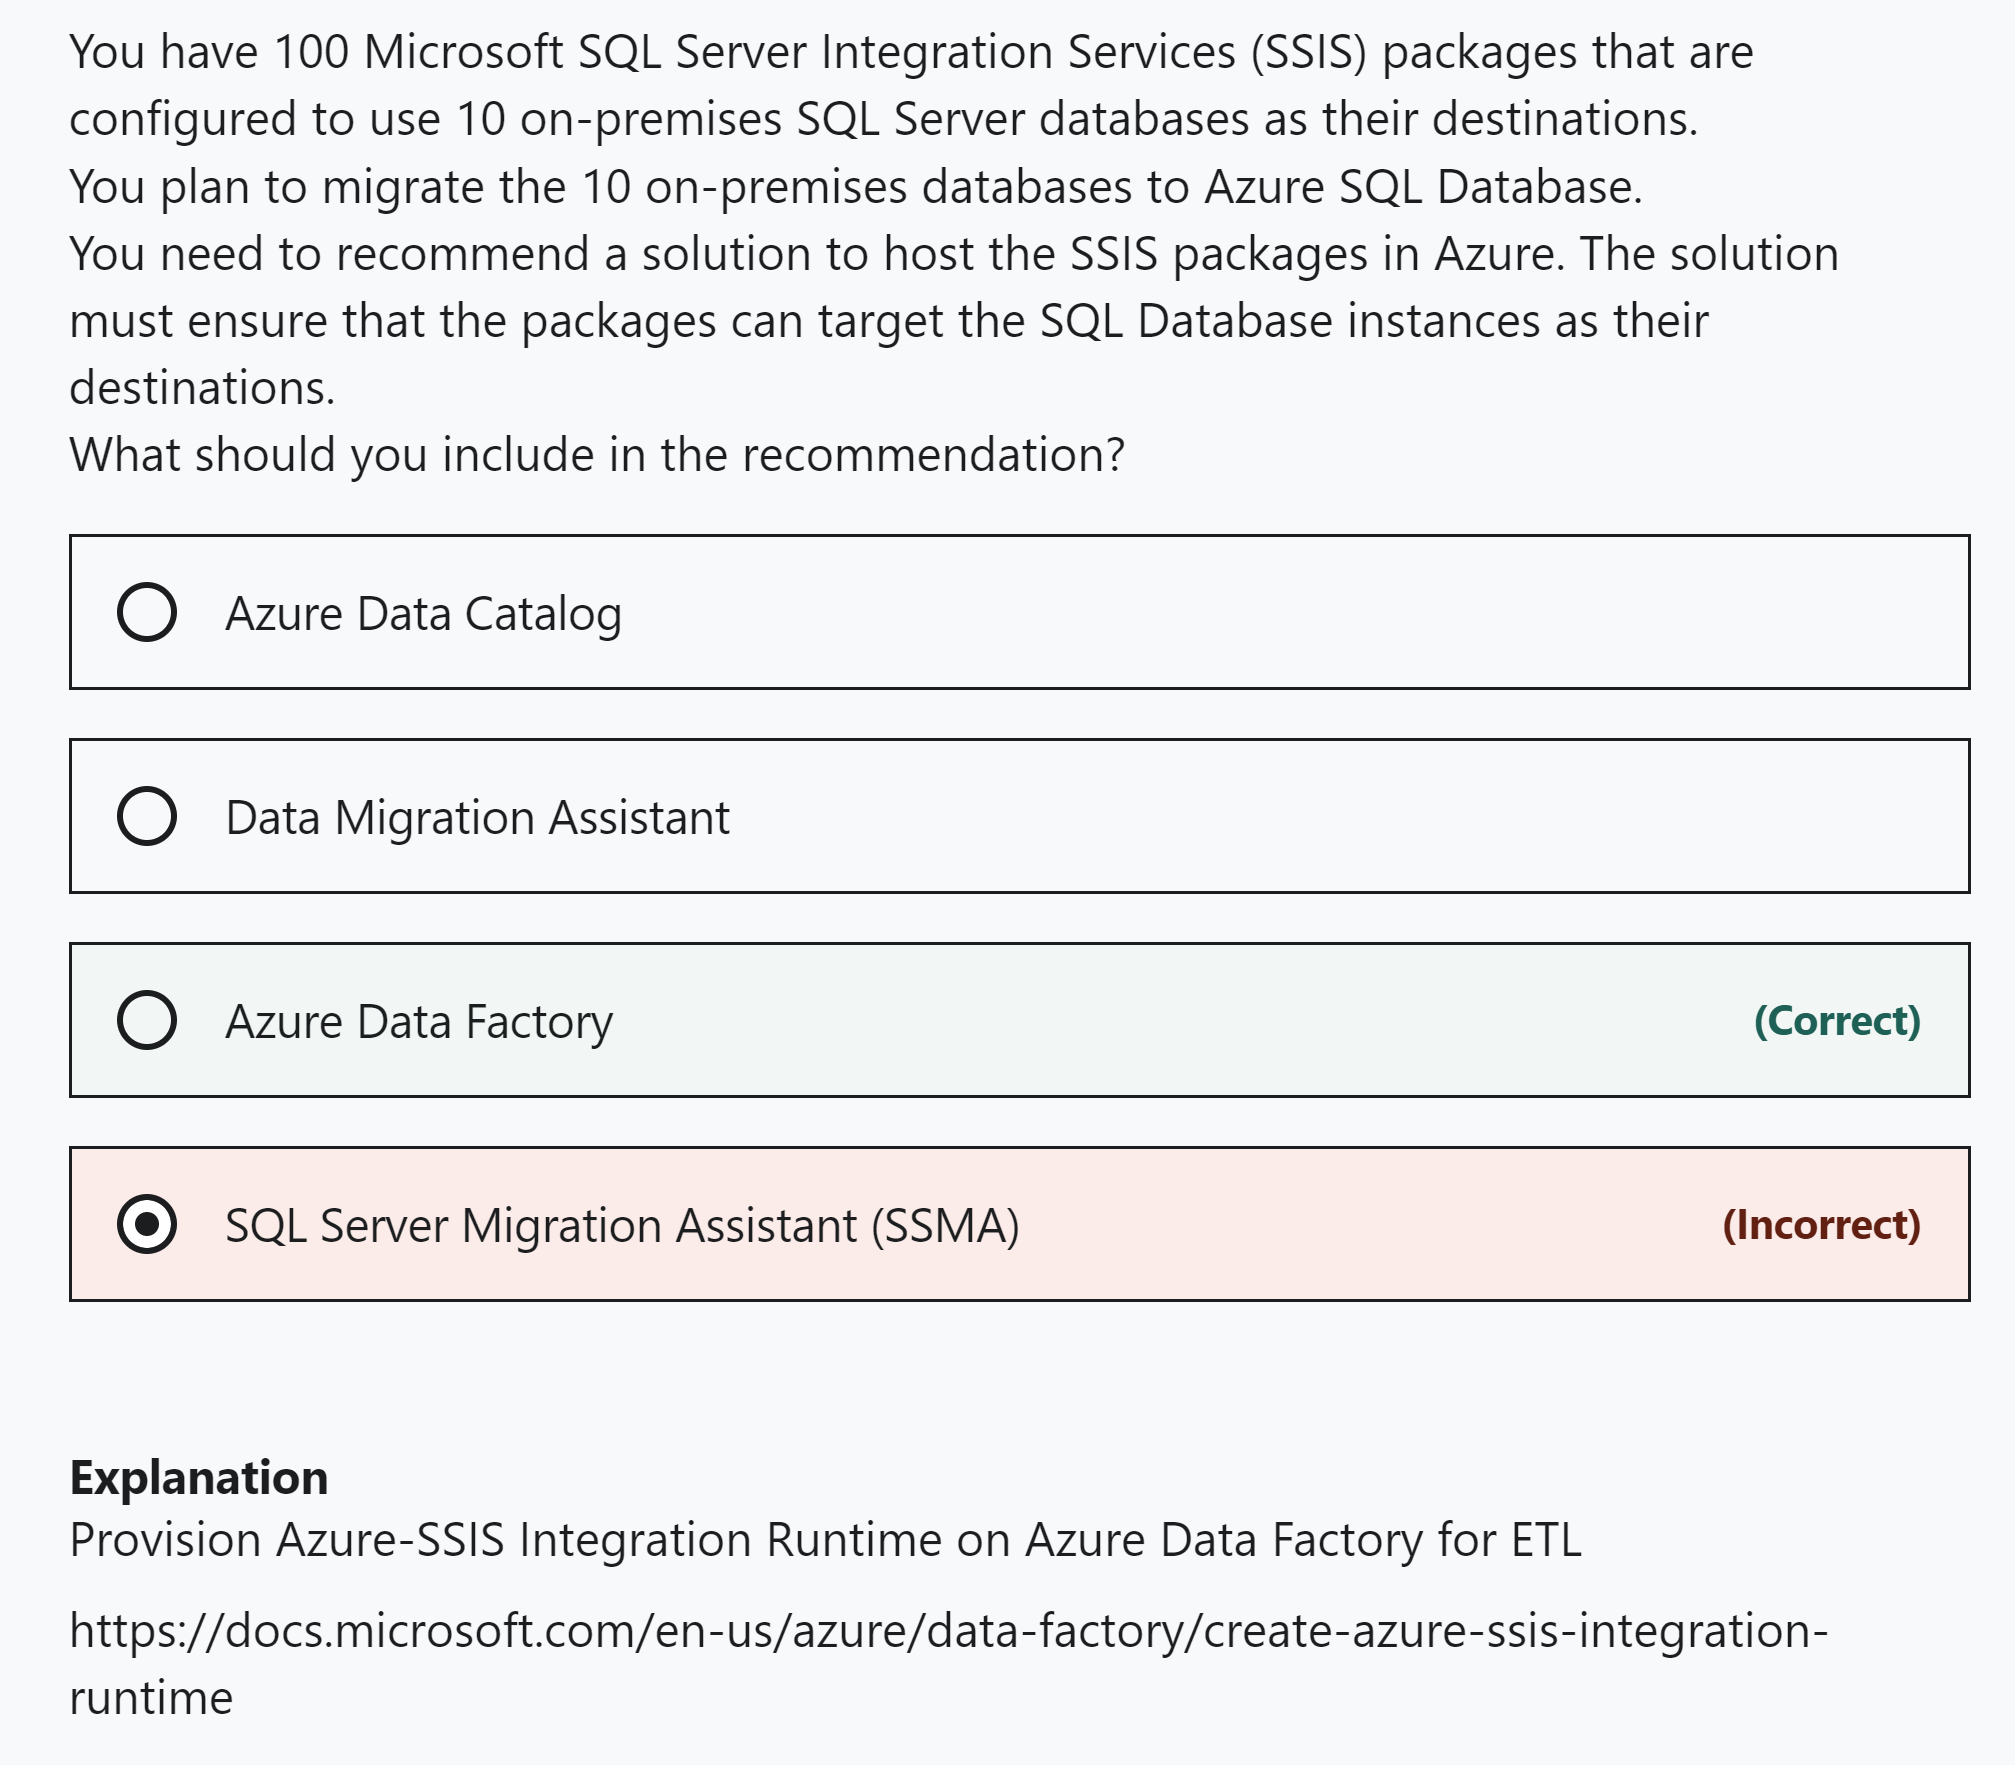 You have 100 Microsoft SQL Server Integration Services (SSIS) packages that are
configured to use 10 on-premises SQL Server databases as their destinations.
You plan to migrate the 10 on-premises databases to Azure SQL Database.
You need to recommend a solution to host the SSIS packages in Azure. The solution
must ensure that the packages can target the SQL Database instances as their
destinations.
What should you include in the recommendation?
Azure Data Catalog
Data Migration Assistant
Azure Data Factory (Correct)
SQL Server Migration Assistant (SSMA) (Incorrect)
Explanation
Provision Azure-SSIS Integration Runtime on Azure Data Factory for ETL
https://docs.microsoft.com/en-us/azure/data-factory/create-azure-ssis-integration-
runtime